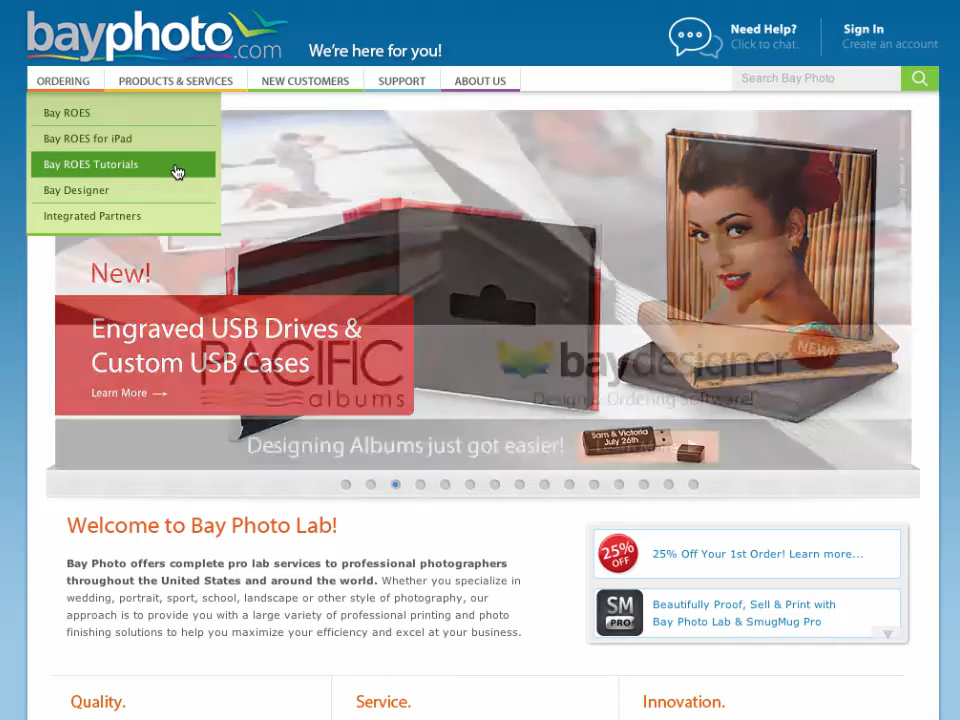 bayphoto.com
We're here for you!
Need Help?
Click to chat.
Sign In
Create an account
ORDERING
PRODUCTS & SERVICES
NEW CUSTOMERS
SUPPORT
ABOUT US
Search Bay Photo
Bay ROES
Bay ROES for iPad
Bay ROES Tutorials
Bay Designer
Integrated Partners
New!
Engraved USB Drives &
Custom USB Cases
Learn More
PACIFIC
albums
baydesigner
Design & Ordering Software!
NEW!
Designing Albums just got easier!
Sam & Victoria
July 26th
Welcome to Bay Photo Lab!
Bay Photo offers complete pro lab services to professional photographers
throughout the United States and around the world. Whether you specialize in
wedding, portrait, sport, school, landscape or other style of photography, our
approach is to provide you with a large variety of professional printing and photo
finishing solutions to help you maximize your efficiency and excel at your business.
25%
OFF
25% Off Your 1st Order! Learn more...
SM
PRO
Beautifully Proof, Sell & Print with
Bay Photo Lab & SmugMug Pro
Quality.
Service.
Innovation.